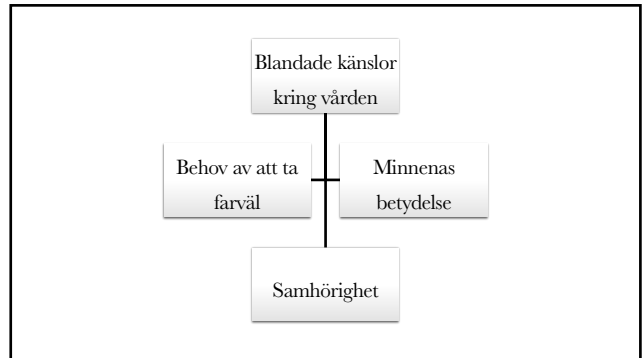 Blandade känslor
kring vården
Behov av att ta
farväl
Minnenas
betydelse
Samhörighet